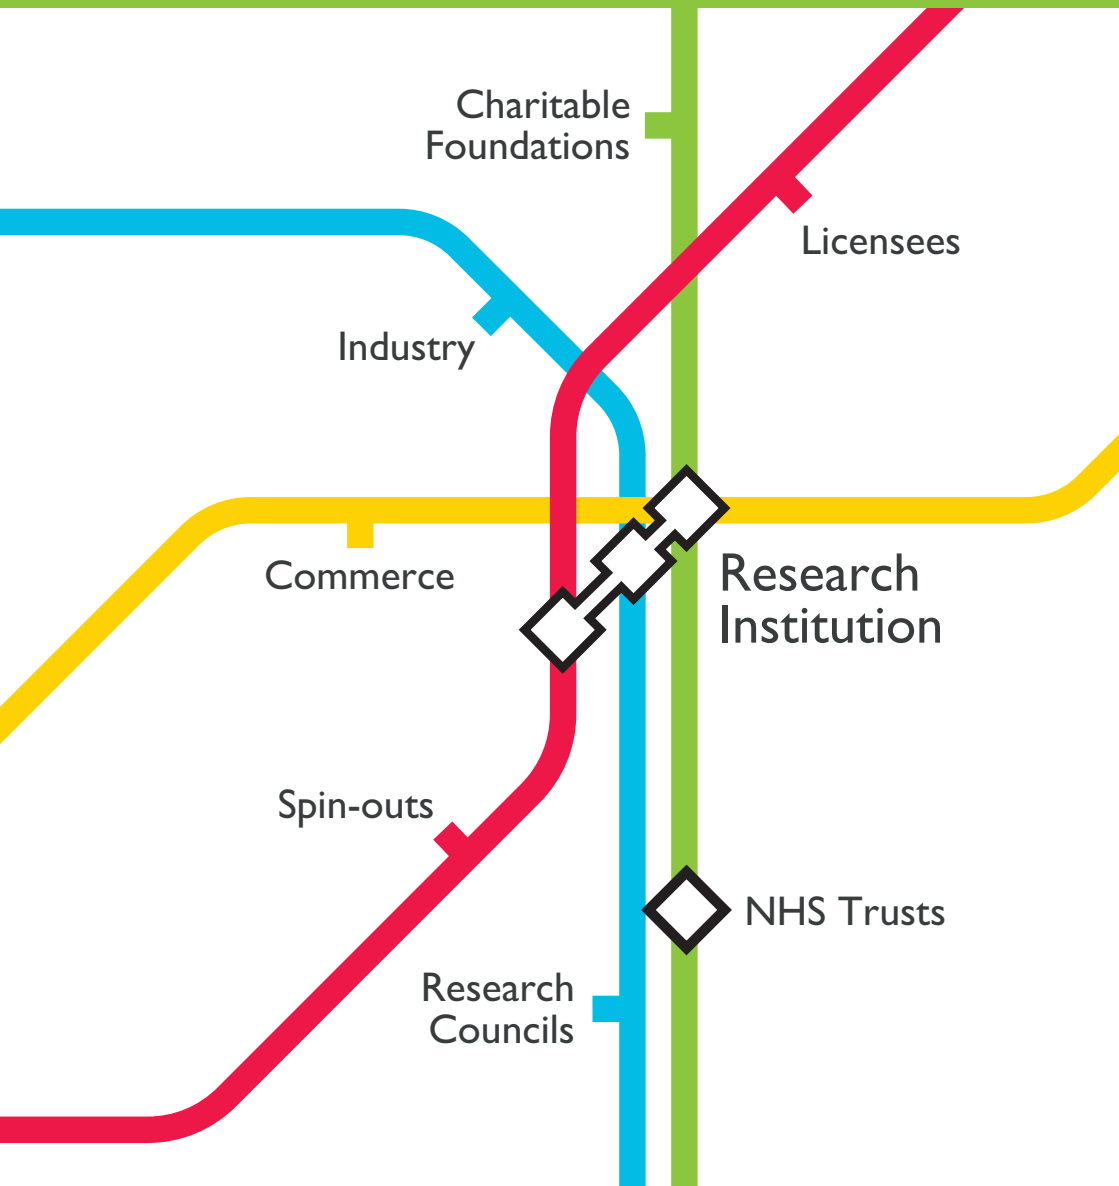 Charitable
Foundations
Licensees
Industry
Commerce
Research
Institution
Spin-outs
NHS Trusts
Research
Councils